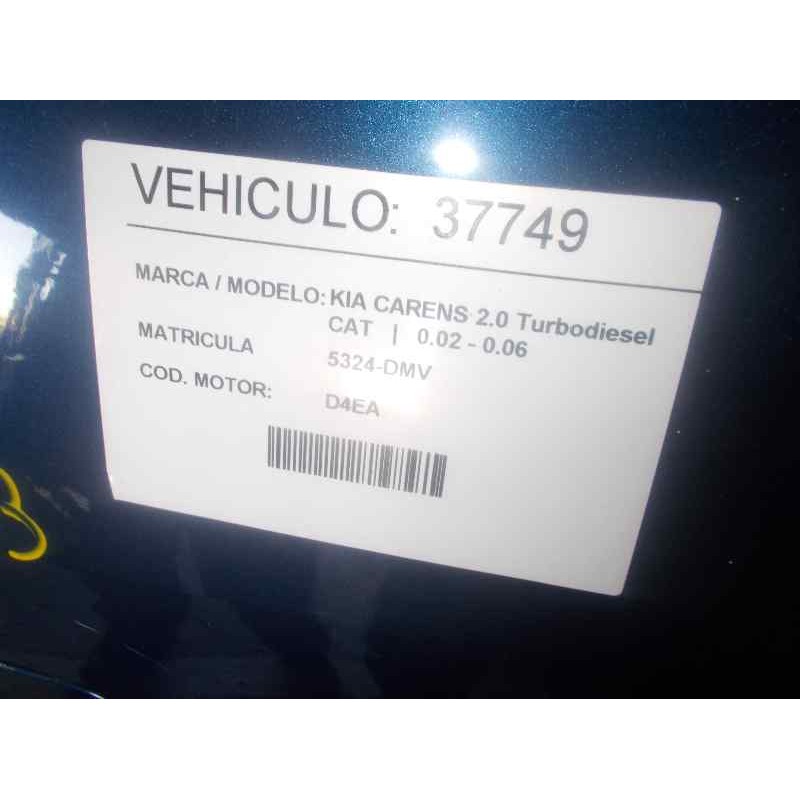 VEHICULO: 37749
MARCA / MODELO: KIA CARENS 2.0 Turbodiesel
CAT | 0.02 - 0.06
MATRICULA 5324-DMV
COD. MOTOR: D4EA